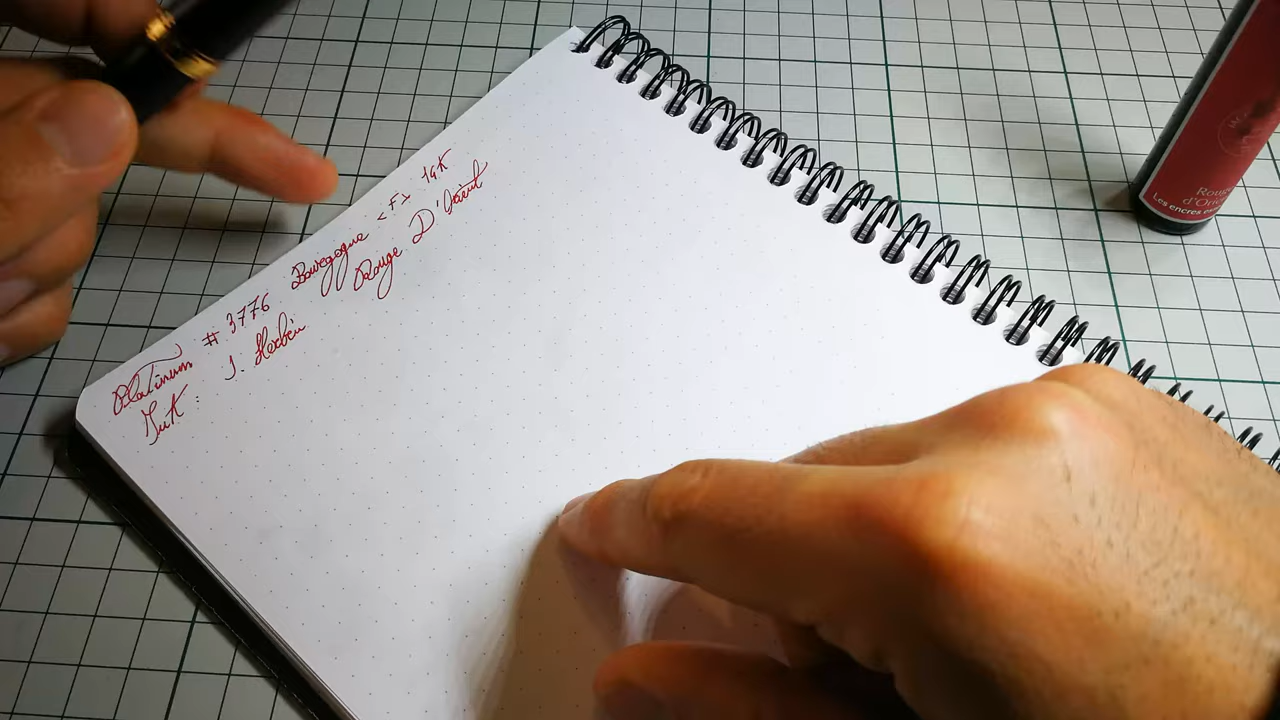 Platinum # 3776 Bourgogne <F> 14K
Ink: J. Herbin Rouge D'Orient
Rouge
d'Orient
Les encres